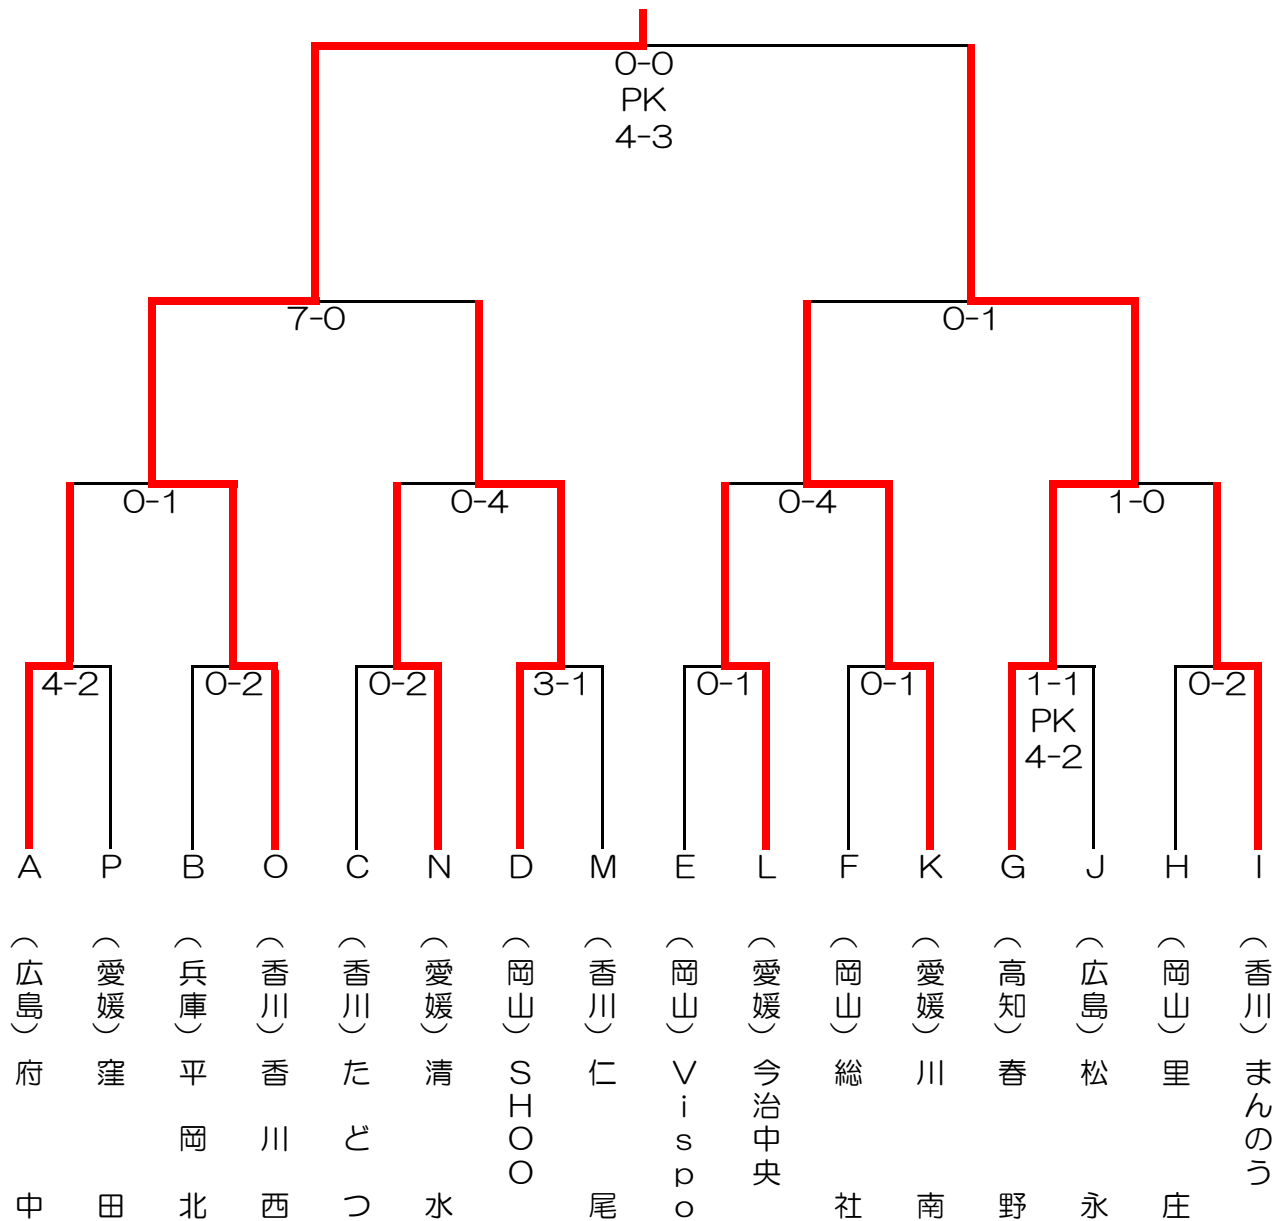 0-0
PK
4-3
7-0
0-1
0-1
0-4
0-4
1-0
4-2
0-2
0-2
3-1
0-1
0-1
1-1
PK
4-2
0-2
A P B O C N D M E L F K G J H I
(広島)府中
(愛媛)窪田
(兵庫)平岡北
(香川)香川西
(香川)たどつ
(愛媛)清水
(岡山)SHOO
(香川)仁尾
(岡山)Vispo
(愛媛)今治中央
(岡山)総社
(愛媛)川南
(高知)春野
(広島)松永
(岡山)里庄
(香川)まんのう